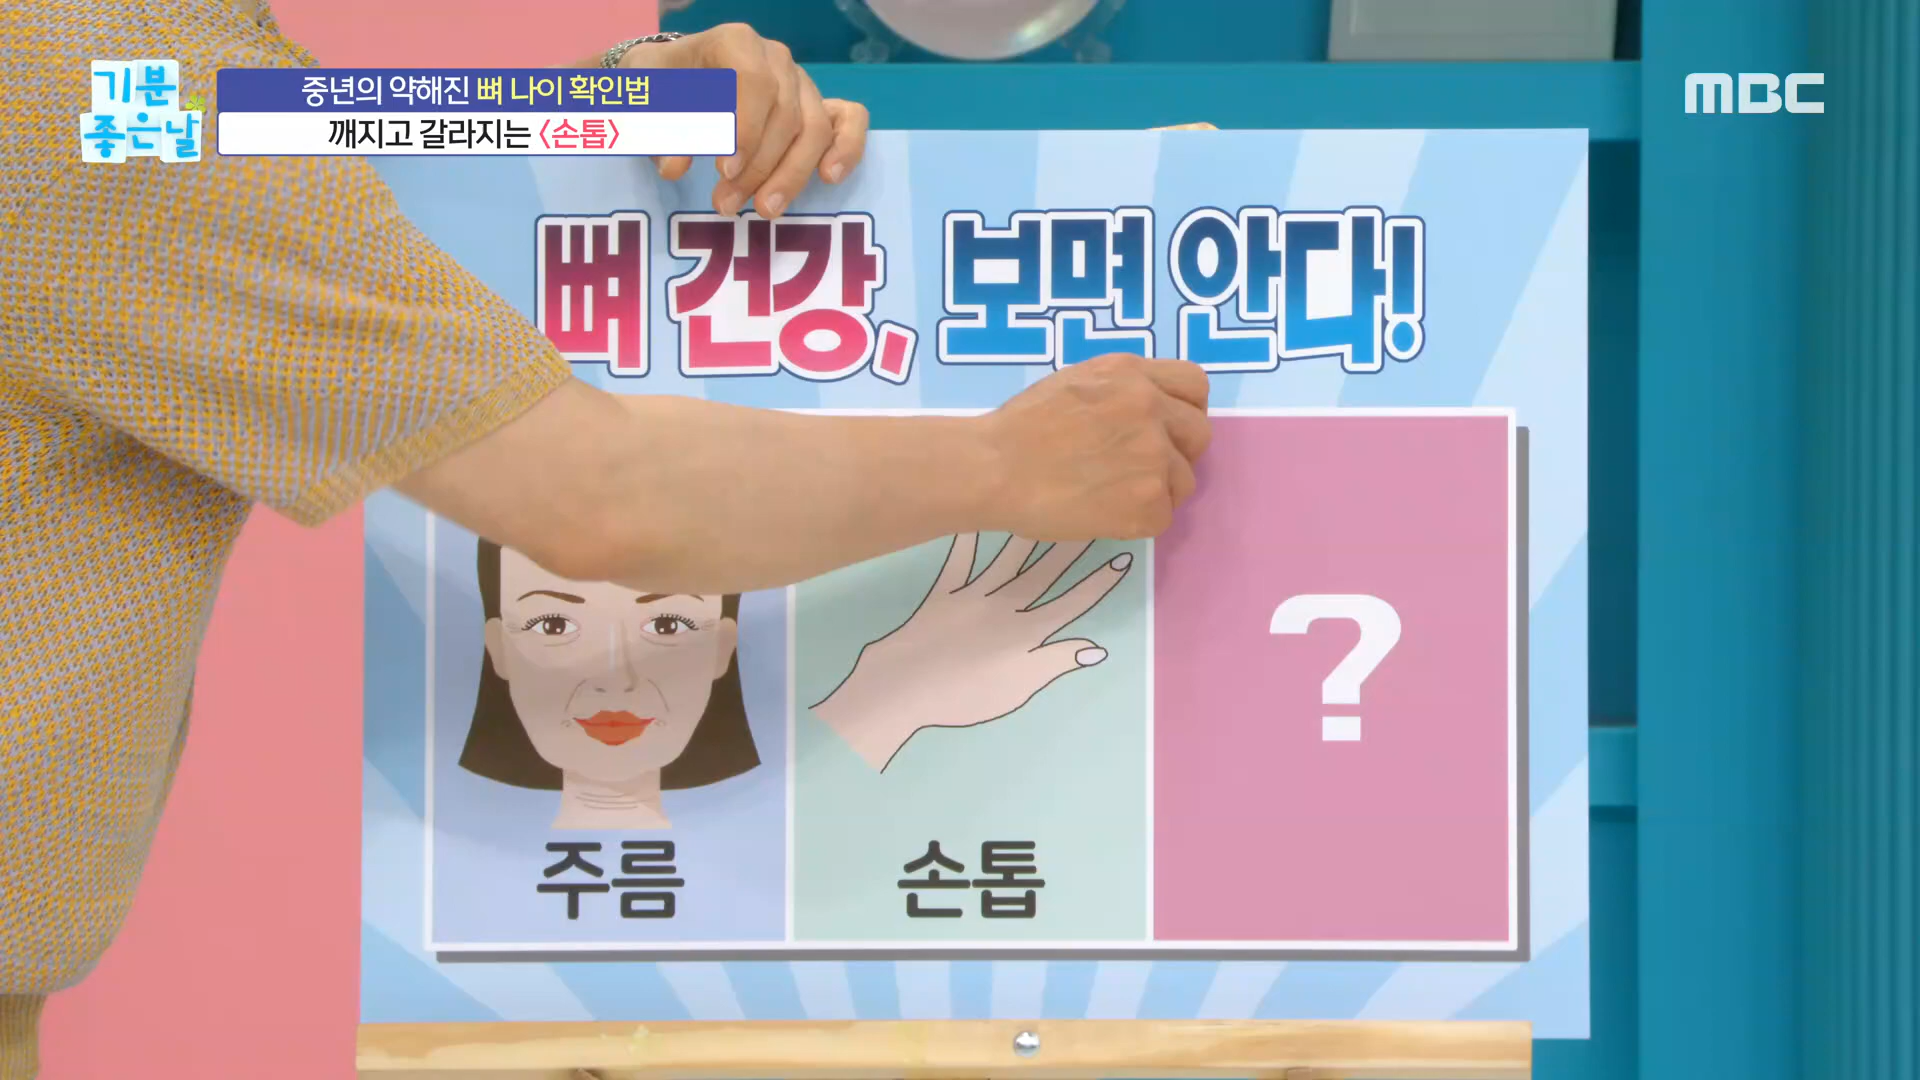 기분
좋은날
중년의 약해진 뼈 나이 확인법
깨지고 갈라지는 <손톱>
MBC
뼈 건강, 보면 안다!
?
주름
손톱